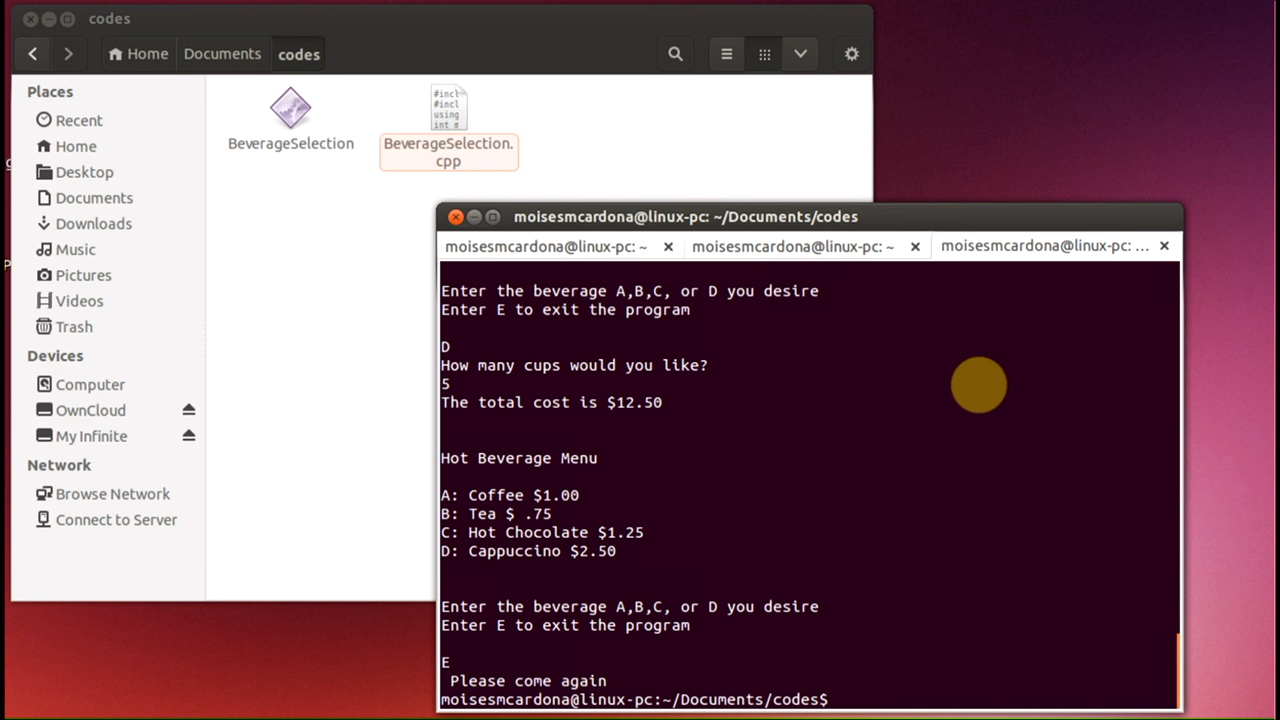 codes
Home
Documents
codes
Places
Recent
Home
Desktop
Documents
Downloads
Music
Pictures
Videos
Trash
Devices
Computer
OwnCloud
My Infinite
Network
Browse Network
Connect to Server
BeverageSelection
#incl
#incl
using
int m
BeverageSelection.
cpp
moisesmcardona@linux-pc: ~/Documents/codes
moisesmcardona@linux-pc: ~
moisesmcardona@linux-pc: ~
moisesmcardona@linux-pc: ...
Enter the beverage A,B,C, or D you desire
Enter E to exit the program
D
How many cups would you like?
5
The total cost is $12.50
Hot Beverage Menu
A: Coffee $1.00
B: Tea $ .75
C: Hot Chocolate $1.25
D: Cappuccino $2.50
Enter the beverage A,B,C, or D you desire
Enter E to exit the program
E
Please come again
moisesmcardona@linux-pc:~/Documents/codes$